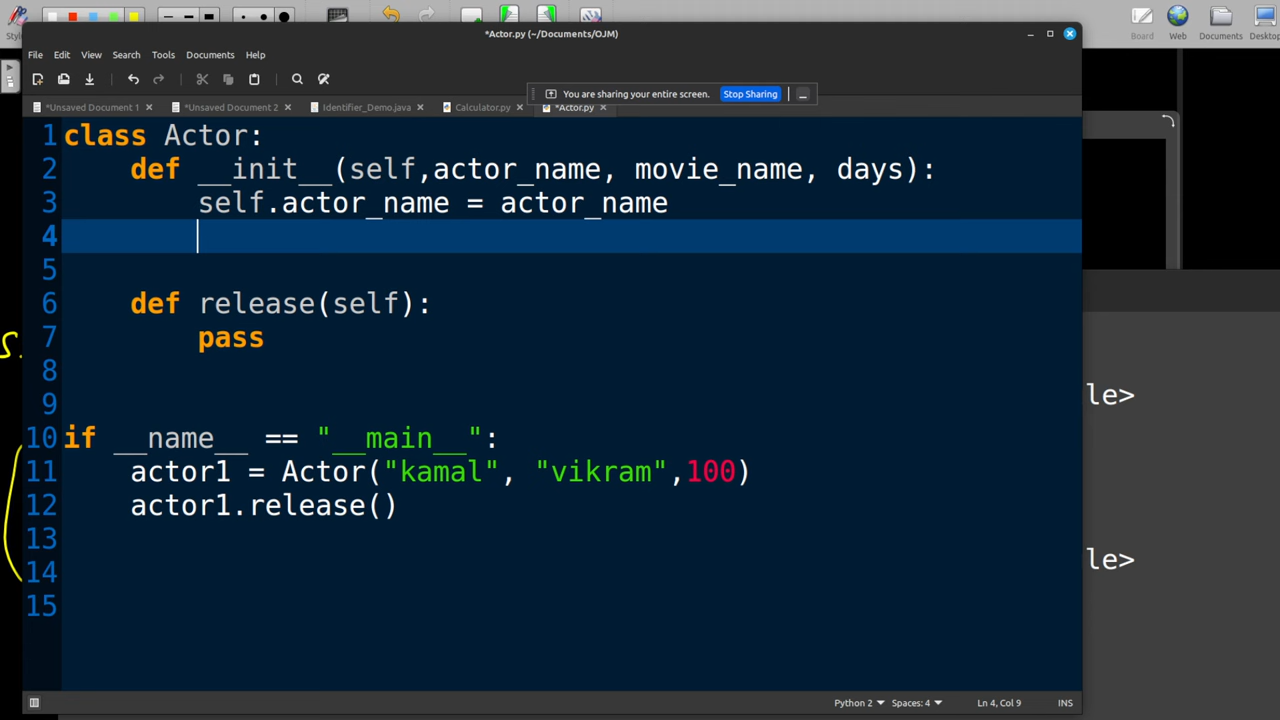 Board Web Documents Desktop
*Actor.py (~/Documents/OJM)
File Edit View Search Tools Documents Help
You are sharing your entire screen. Stop Sharing
*Unsaved Document 1 *Unsaved Document 2 Identifier_Demo.java Calculator.py *Actor.py
1 class Actor:
2 def __init__(self,actor_name, movie_name, days):
3 self.actor_name = actor_name
4
5
6 def release(self):
7 pass
8
9
10 if __name__ == "__main__":
11 actor1 = Actor("kamal", "vikram",100)
12 actor1.release()
13
14
15
le>
le>
Python 2 Spaces: 4 Ln 4, Col 9 INS